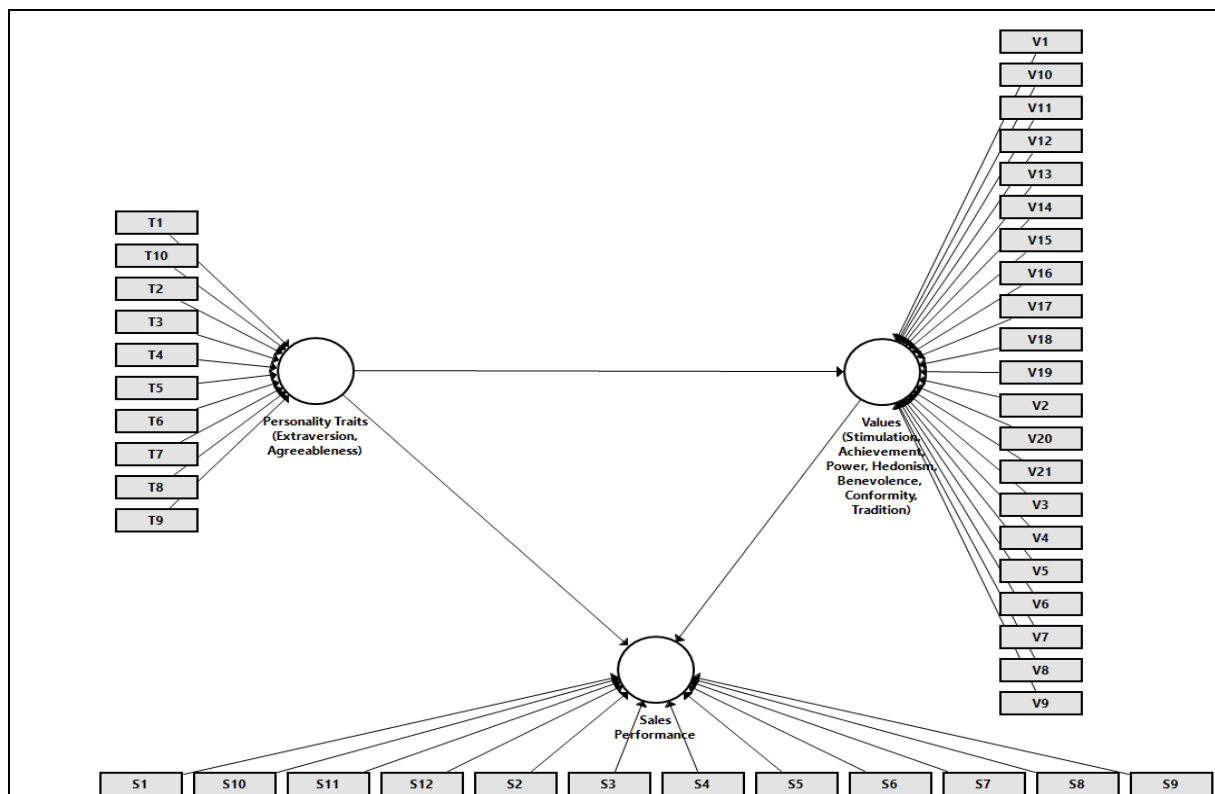 V1
V10
V11
V12
V13
V14
V15
V16
V17
V18
V19
V2
V20
V21
V3
V4
V5
V6
V7
V8
V9
T1
T10
T2
T3
T4
T5
T6
T7
T8
T9
Personality Traits
(Extraversion,
Agreeableness)
Values
(Stimulation,
Achievement,
Power, Hedonism,
Benevolence,
Conformity,
Tradition)
Sales
Performance
S1 S10 S11 S12 S2 S3 S4 S5 S6 S7 S8 S9